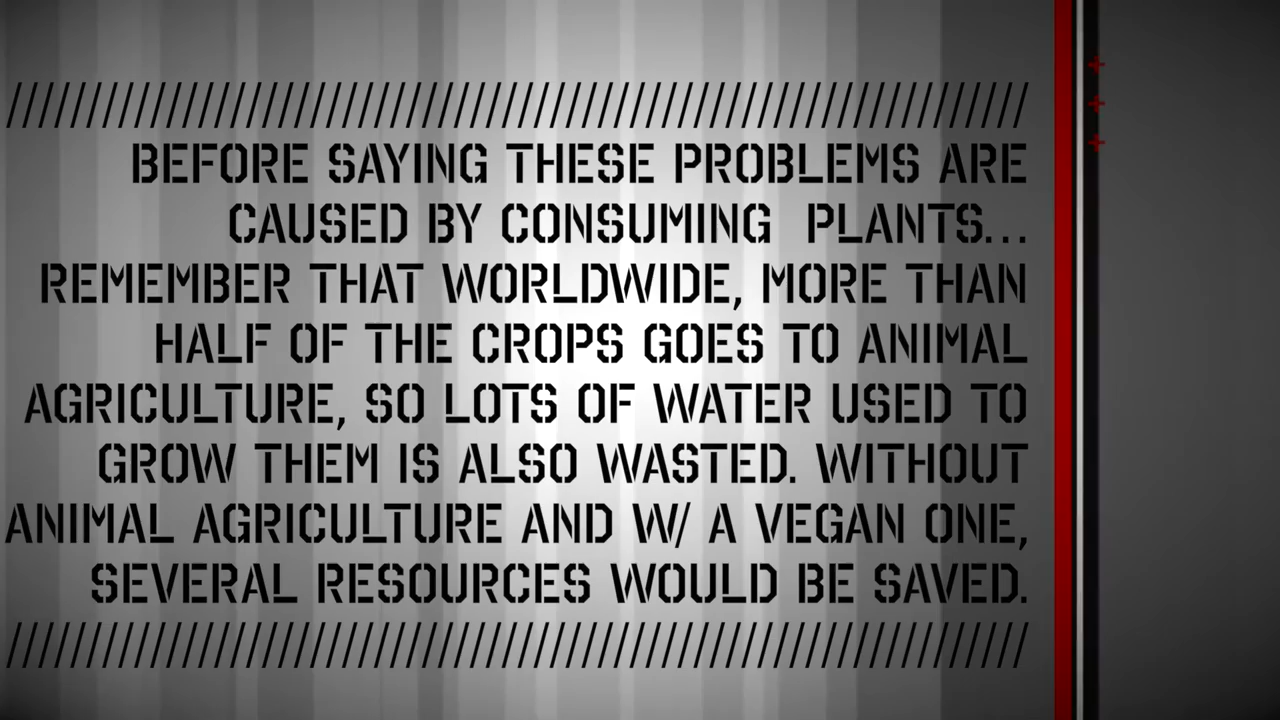 BEFORE SAYING THESE PROBLEMS ARE
CAUSED BY CONSUMING PLANTS...
REMEMBER THAT WORLDWIDE, MORE THAN
HALF OF THE CROPS GOES TO ANIMAL
AGRICULTURE, SO LOTS OF WATER USED TO
GROW THEM IS ALSO WASTED. WITHOUT
ANIMAL AGRICULTURE AND W/ A VEGAN ONE,
SEVERAL RESOURCES WOULD BE SAVED.